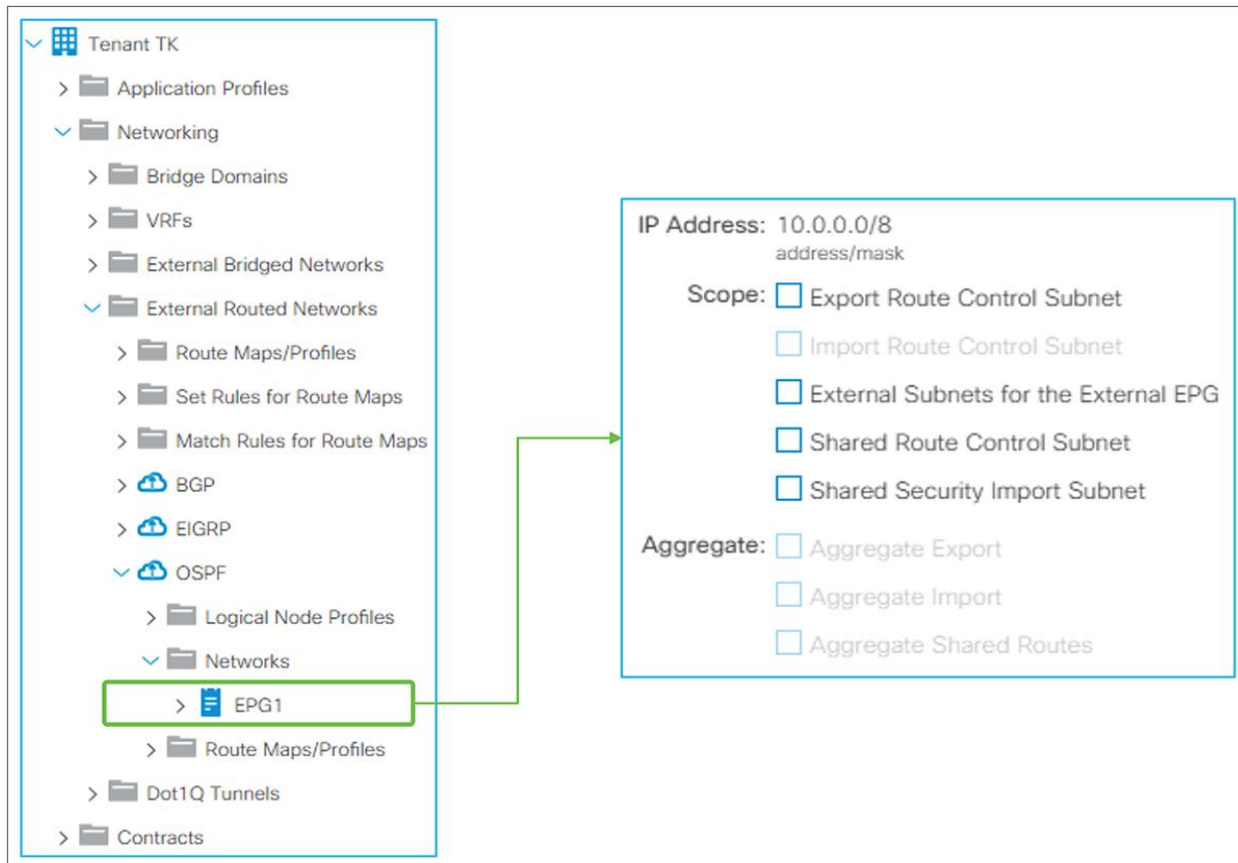 Tenant TK
Application Profiles
Networking
Bridge Domains
VRFs
External Bridged Networks
External Routed Networks
Route Maps/Profiles
Set Rules for Route Maps
Match Rules for Route Maps
BGP
EIGRP
OSPF
Logical Node Profiles
Networks
EPG1
Route Maps/Profiles
Dot1Q Tunnels
Contracts
IP Address: 10.0.0.0/8
address/mask
Scope: Export Route Control Subnet
Import Route Control Subnet
External Subnets for the External EPG
Shared Route Control Subnet
Shared Security Import Subnet
Aggregate: Aggregate Export
Aggregate Import
Aggregate Shared Routes